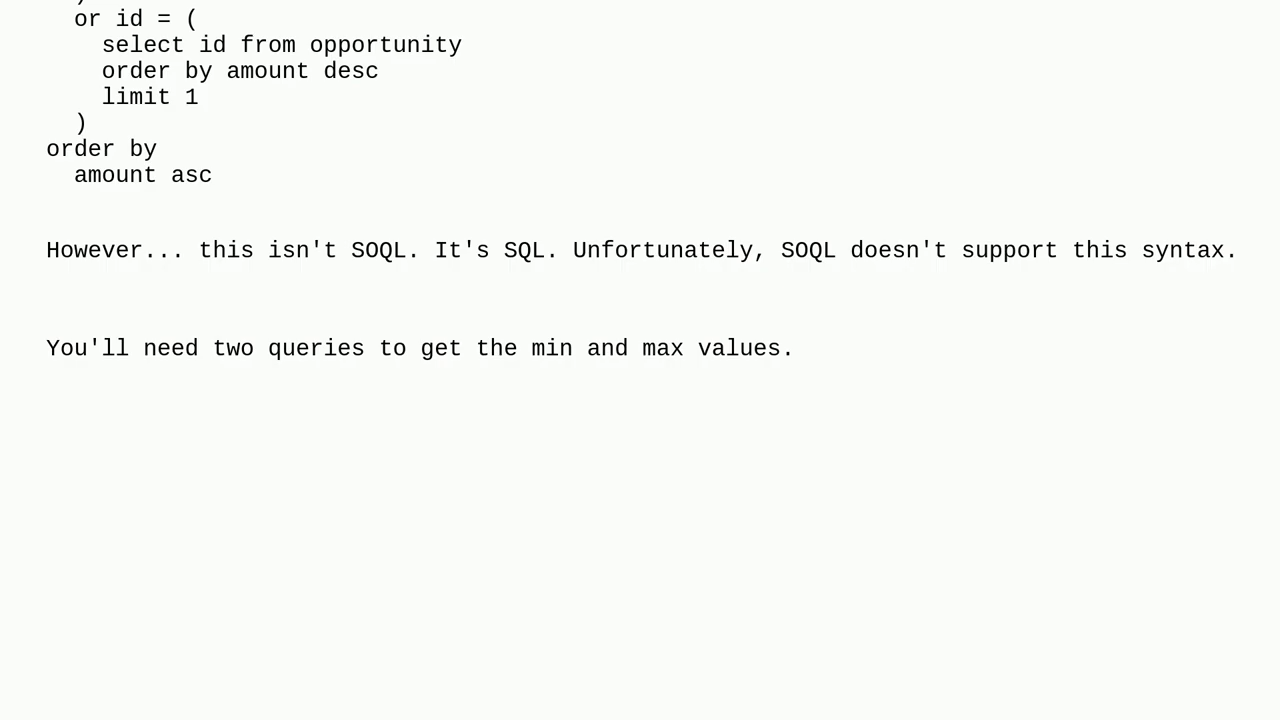 )
or id = (
select id from opportunity
order by amount desc
limit 1
)
order by
amount asc
However... this isn't SOQL. It's SQL. Unfortunately, SOQL doesn't support this syntax.
You'll need two queries to get the min and max values.